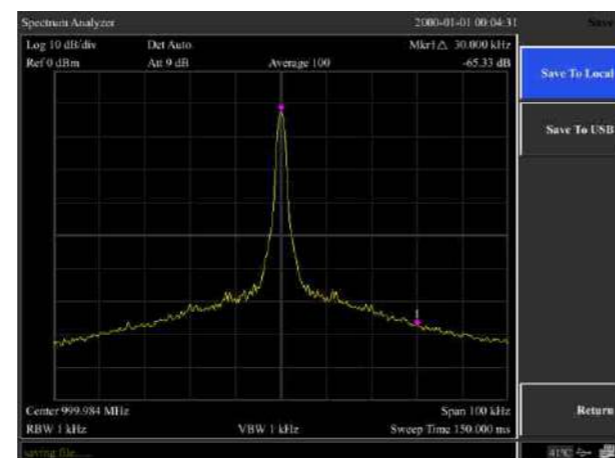 Spectrum Analyzer 2000-01-01 00:04:31 Save
Log 10 dB/div Det Auto Mkr1△ 30.000 kHz
Ref 0 dBm Att 9 dB Average 100 -65.33 dB
Save To Local
Save To USB
1
Center 999.984 MHz Span 100 kHz
RBW 1 kHz VBW 1 kHz Sweep Time 150.000 ms
Return
saving file.....
41°C